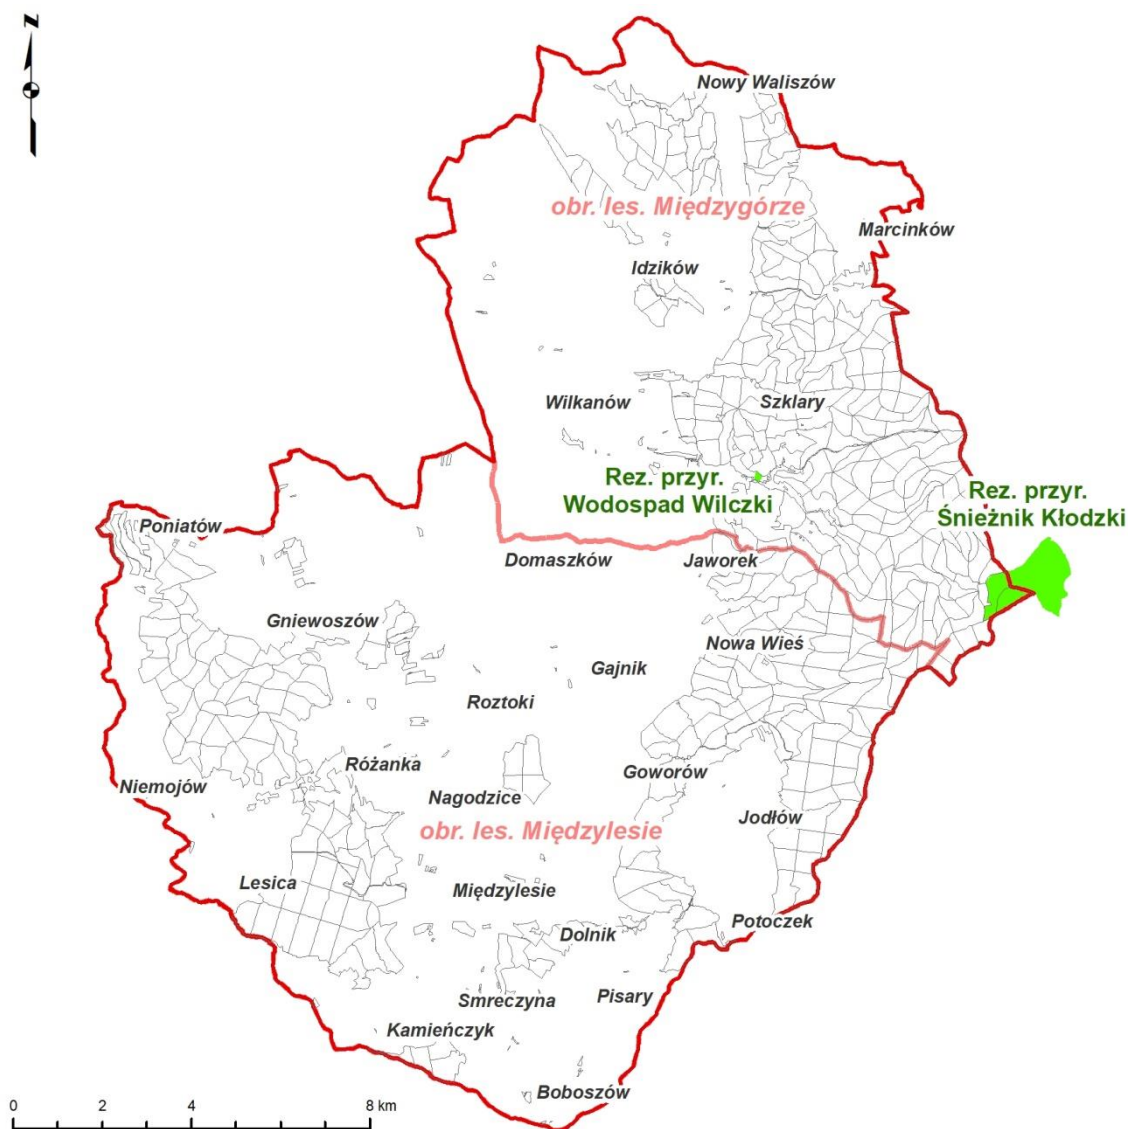 N
Nowy Waliszów
obr. les. Międzygórze
Marcinków
Idzików
Wilkanów
Szklary
Rez. przyr.
Wodospad Wilczki
Rez. przyr.
Śnieżnik Kłodzki
Poniatów
Domaszków
Jaworek
Gniewoszów
Nowa Wieś
Gajnik
Roztoki
Różanka
Goworów
Niemojów
Nagodzice
Jodłów
obr. les. Międzylesie
Lesica
Międzylesie
Potoczek
Dolnik
Smreczyna
Pisary
Kamieńczyk
Boboszów
0 2 4 8 km